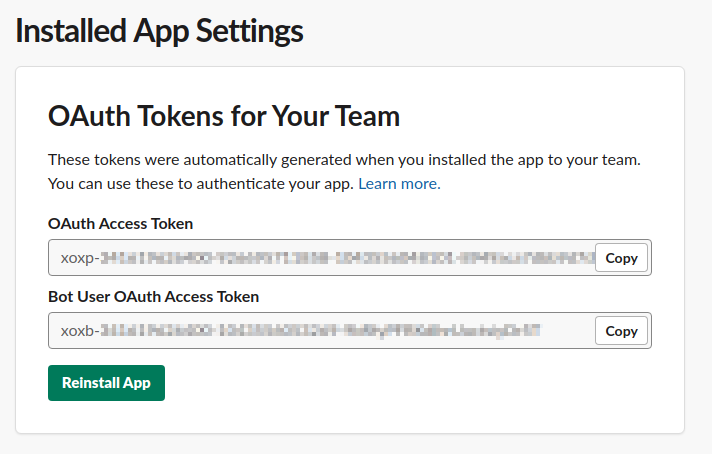 Installed App Settings
OAuth Tokens for Your Team
These tokens were automatically generated when you installed the app to your team.
You can use these to authenticate your app. Learn more.
OAuth Access Token
xoxp-
Copy
Bot User OAuth Access Token
xoxb-
Copy
Reinstall App